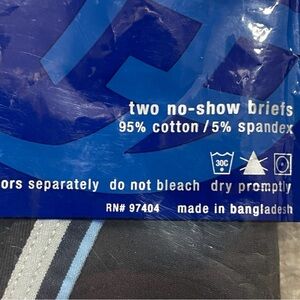 two no-show briefs
95% cotton / 5% spandex
30C
ors separately do not bleach dry promptly
RN# 97404 made in bangladesh